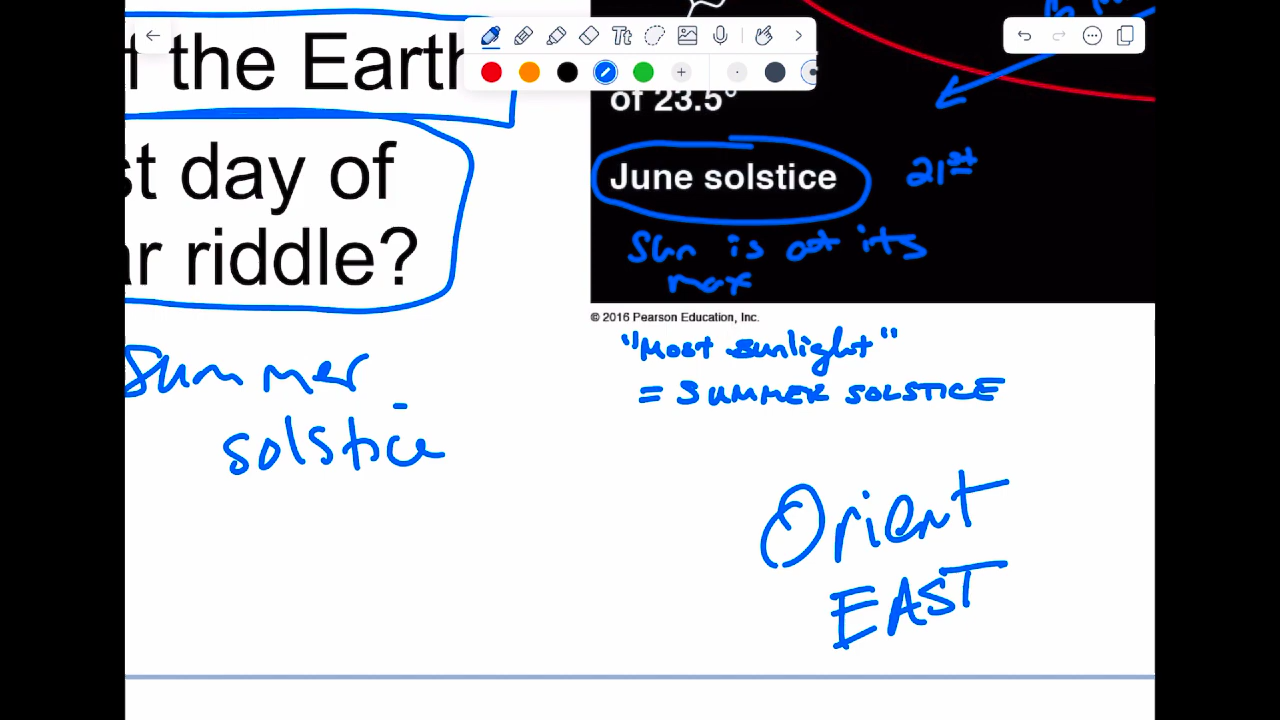 f the Earth
st day of
ar riddle?
Summer
solstice
of 23.5°
June solstice
21st
Sun is at its
max
© 2016 Pearson Education, Inc.
"Most sunlight"
= SUMMER SOLSTICE
Orient
EAST
Tt